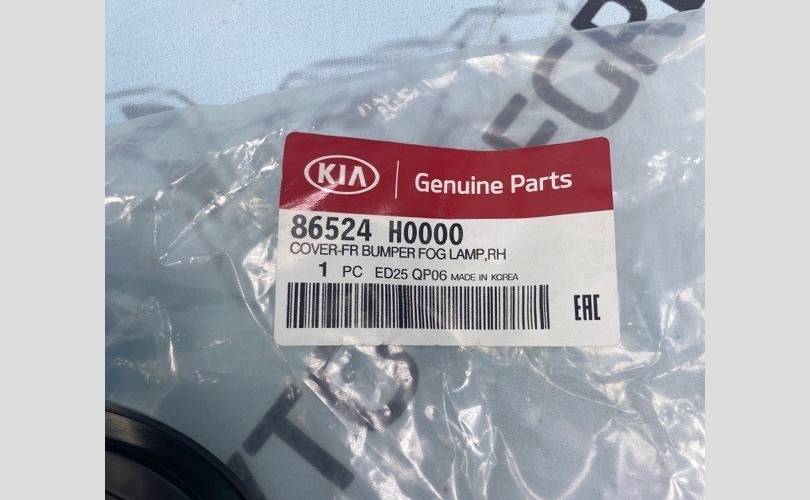 KIA Genuine Parts
86524 H0000
COVER-FR BUMPER FOG LAMP,RH
1 PC ED25 QP06 MADE IN KOREA
EAC